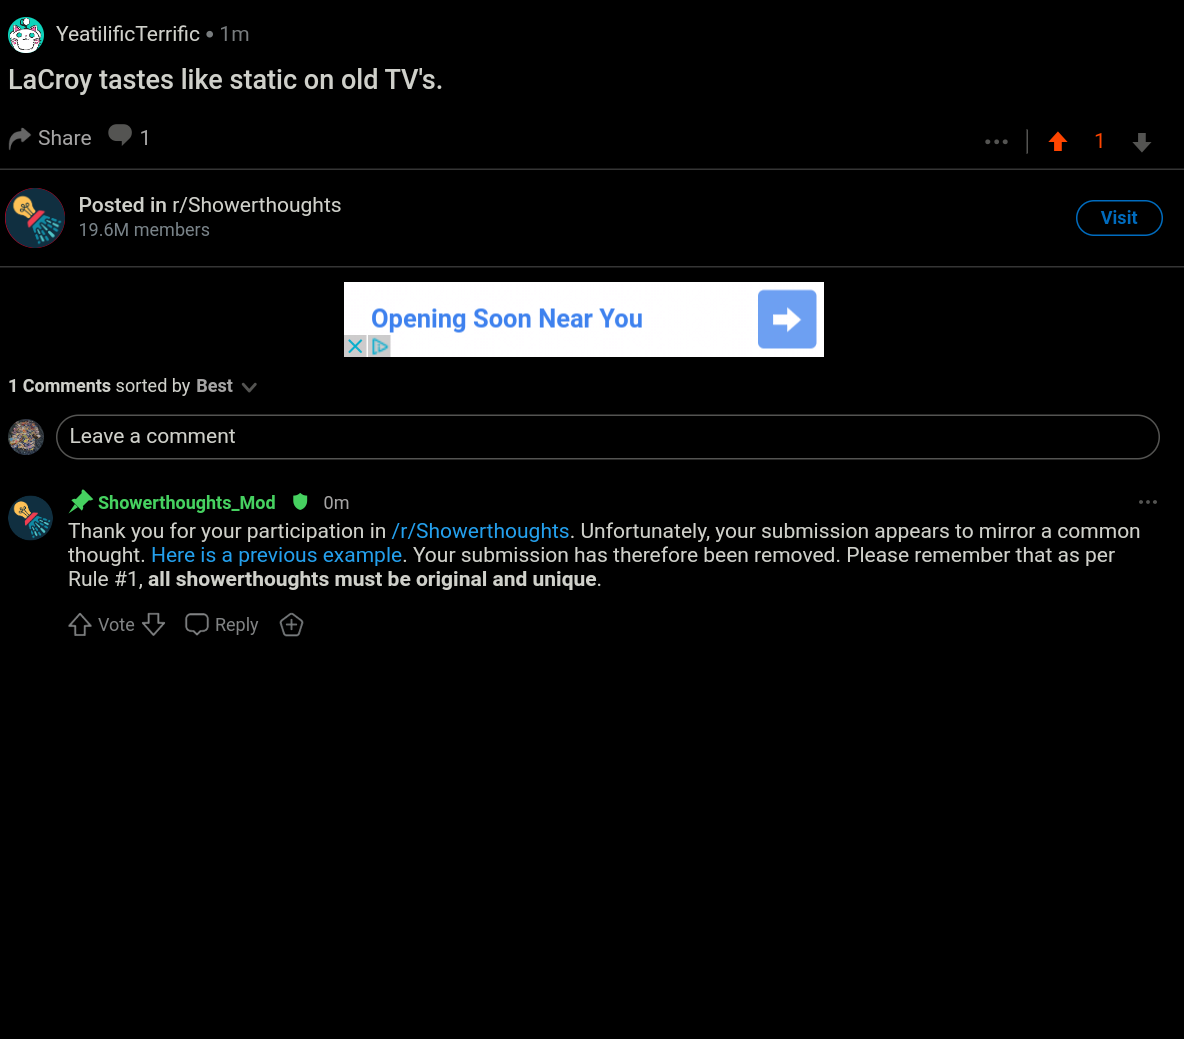 YeatilificTerrific • 1m
LaCroy tastes like static on old TV's.
Share 1
1
Posted in r/Showerthoughts
19.6M members
Visit
Opening Soon Near You
1 Comments sorted by Best
Leave a comment
Showerthoughts_Mod 0m
Thank you for your participation in /r/Showerthoughts. Unfortunately, your submission appears to mirror a common
thought. Here is a previous example. Your submission has therefore been removed. Please remember that as per
Rule #1, all showerthoughts must be original and unique.
Vote Reply